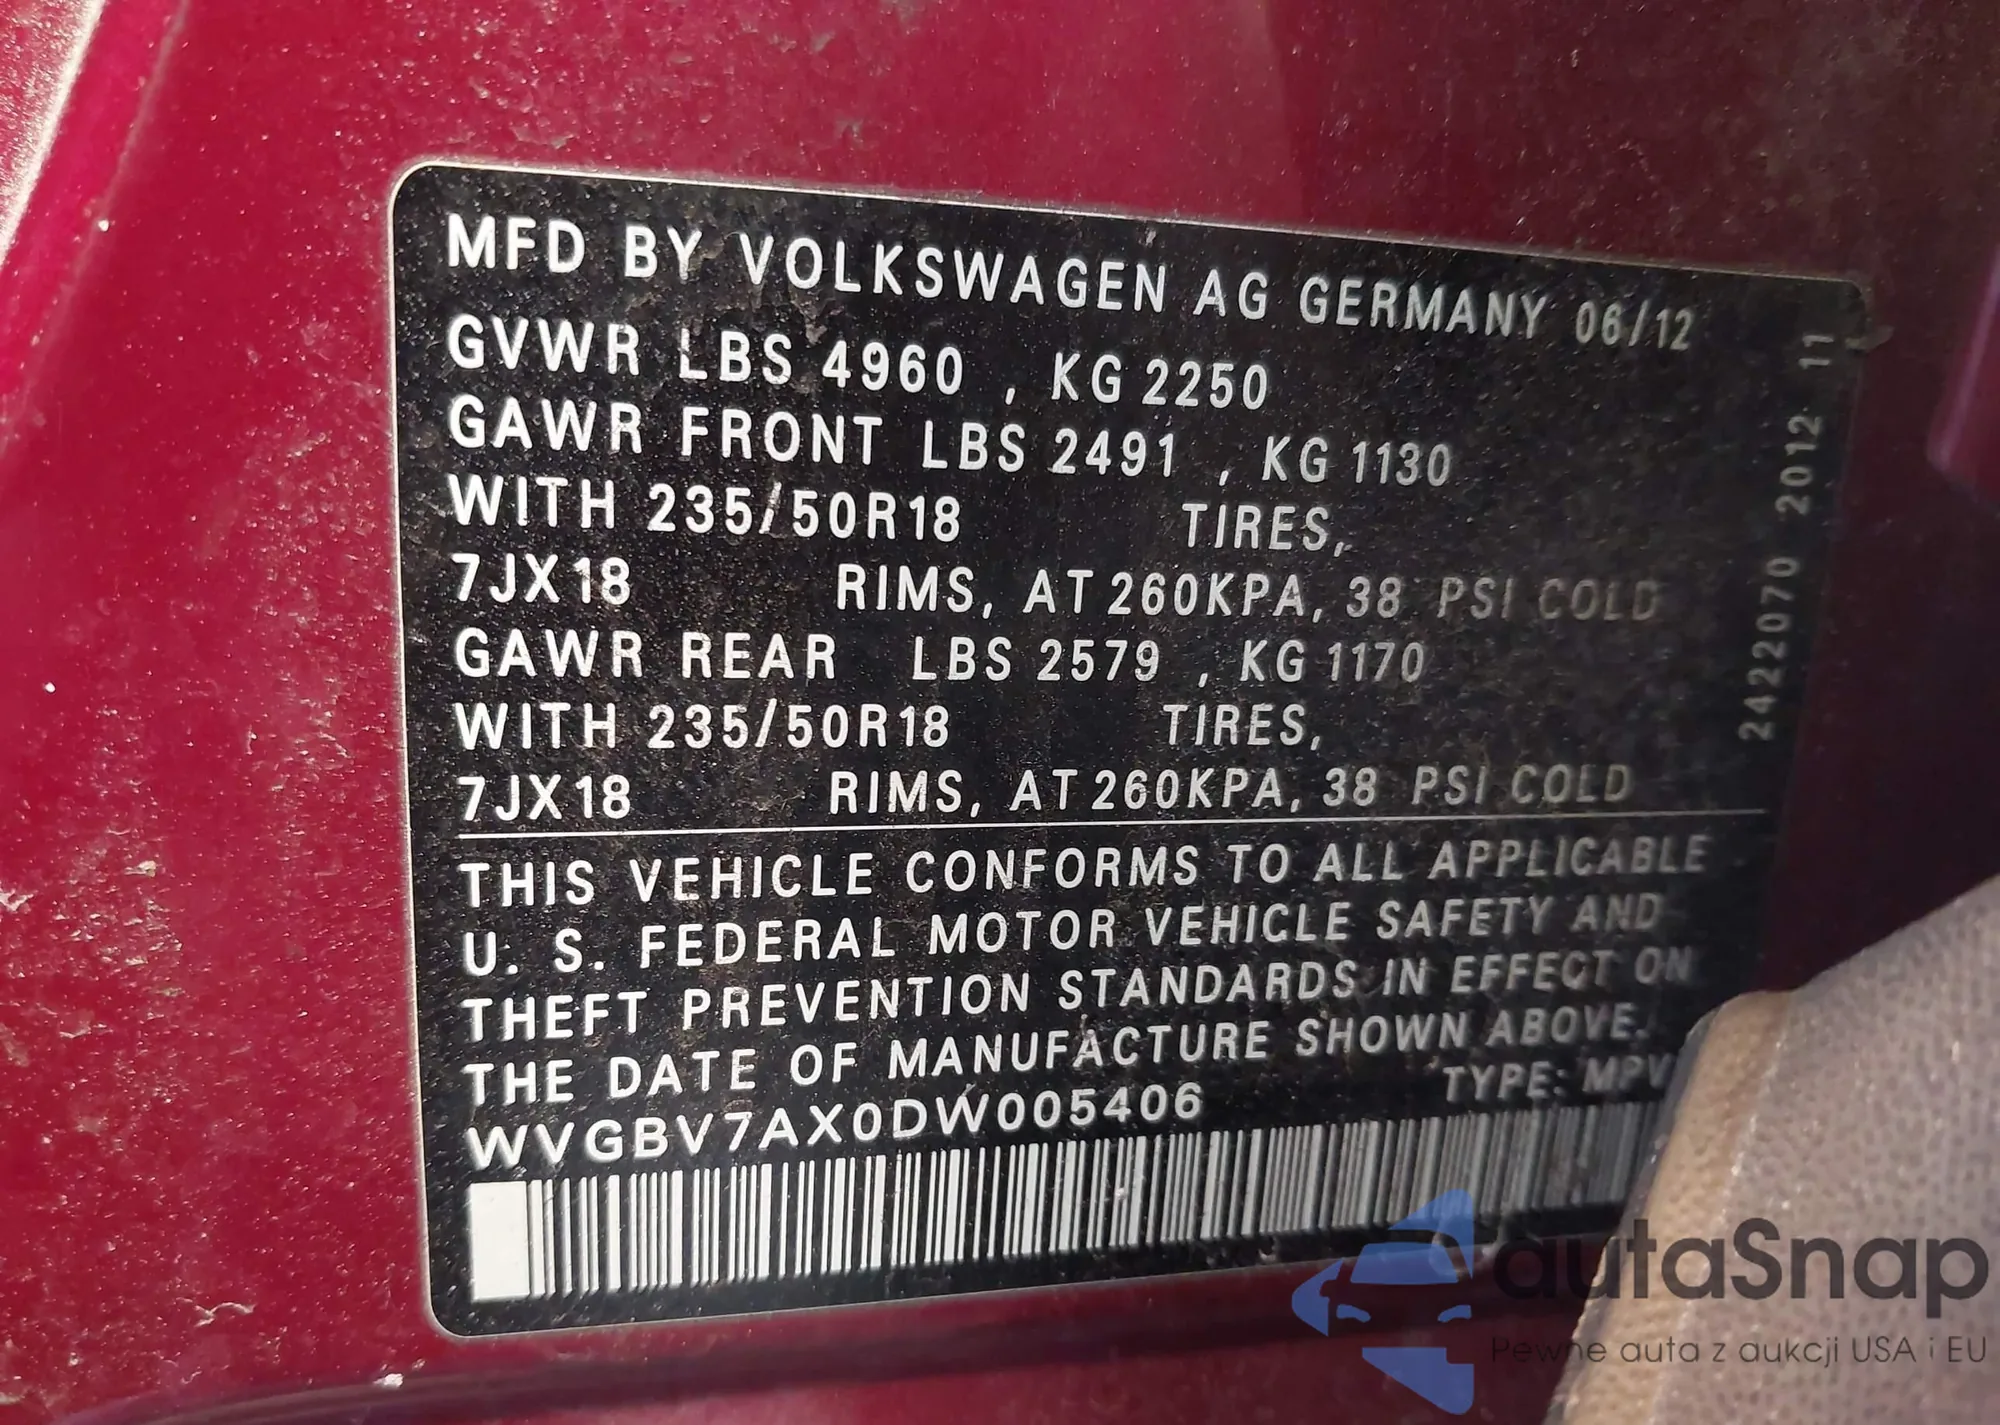 MFD BY VOLKSWAGEN AG GERMANY 06/12
GVWR LBS 4960 , KG 2250
GAWR FRONT LBS 2491 , KG 1130
WITH 235/50R18 TIRES,
7JX18 RIMS, AT 260KPA, 38 PSI COLD
GAWR REAR LBS 2579 , KG 1170
WITH 235/50R18 TIRES,
7JX18 RIMS, AT 260KPA, 38 PSI COLD
THIS VEHICLE CONFORMS TO ALL APPLICABLE
U. S. FEDERAL MOTOR VEHICLE SAFETY AND
THEFT PREVENTION STANDARDS IN EFFECT ON
THE DATE OF MANUFACTURE SHOWN ABOVE.
WVGBV7AX0DW005406 TYPE: MPV
2422070 2012 11
autaSnap
Pewne auta z aukcji USA i EU